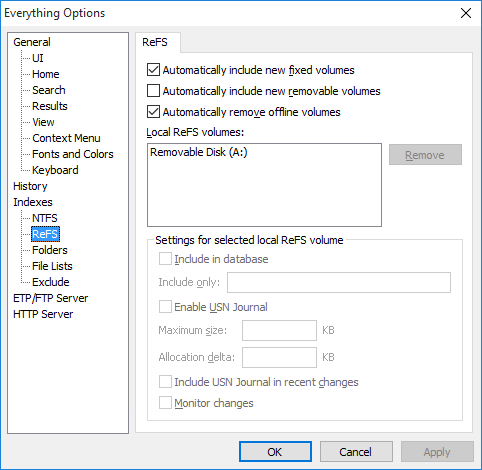 Everything Options
General
UI
Home
Search
Results
View
Context Menu
Fonts and Colors
Keyboard
History
Indexes
NTFS
ReFS
Folders
File Lists
Exclude
ETP/FTP Server
HTTP Server
ReFS
Automatically include new fixed volumes
Automatically include new removable volumes
Automatically remove offline volumes
Local ReFS volumes:
Removable Disk (A:)
Remove
Settings for selected local ReFS volume
Include in database
Include only:
Enable USN Journal
Maximum size: KB
Allocation delta: KB
Include USN Journal in recent changes
Monitor changes
OK Cancel Apply